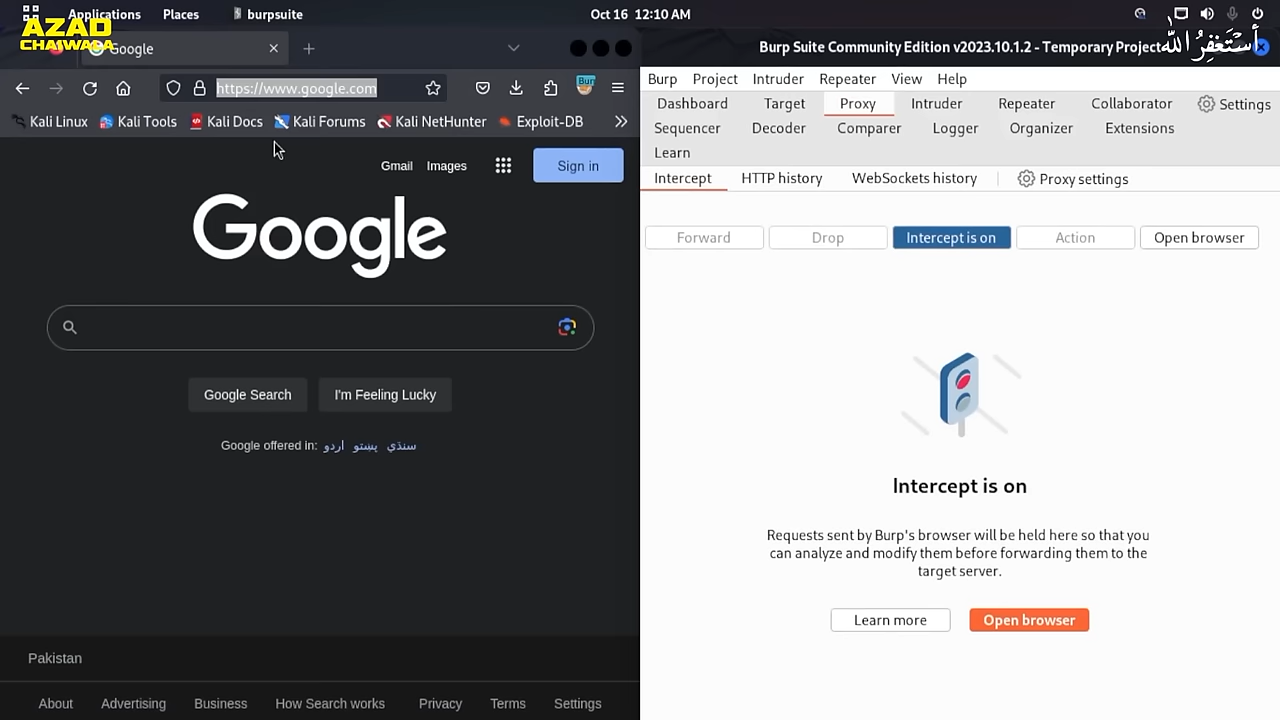 Applications Places burpsuite Oct 16 12:10 AM
AZAD
CHAIWALA
أستغفر الله
Google
Burp Suite Community Edition v2023.10.1.2 - Temporary Project
https://www.google.com
Bur
Kali Linux Kali Tools Kali Docs Kali Forums Kali NetHunter Exploit-DB
Gmail Images Sign in
Google
Google Search I'm Feeling Lucky
Google offered in: اردو پښتو سنڌي
Pakistan
About Advertising Business How Search works Privacy Terms Settings
Burp Project Intruder Repeater View Help
Dashboard Target Proxy Intruder Repeater Collaborator Settings
Sequencer Decoder Comparer Logger Organizer Extensions
Learn
Intercept HTTP history WebSockets history Proxy settings
Forward Drop Intercept is on Action Open browser
Intercept is on
Requests sent by Burp's browser will be held here so that you
can analyze and modify them before forwarding them to the
target server.
Learn more Open browser